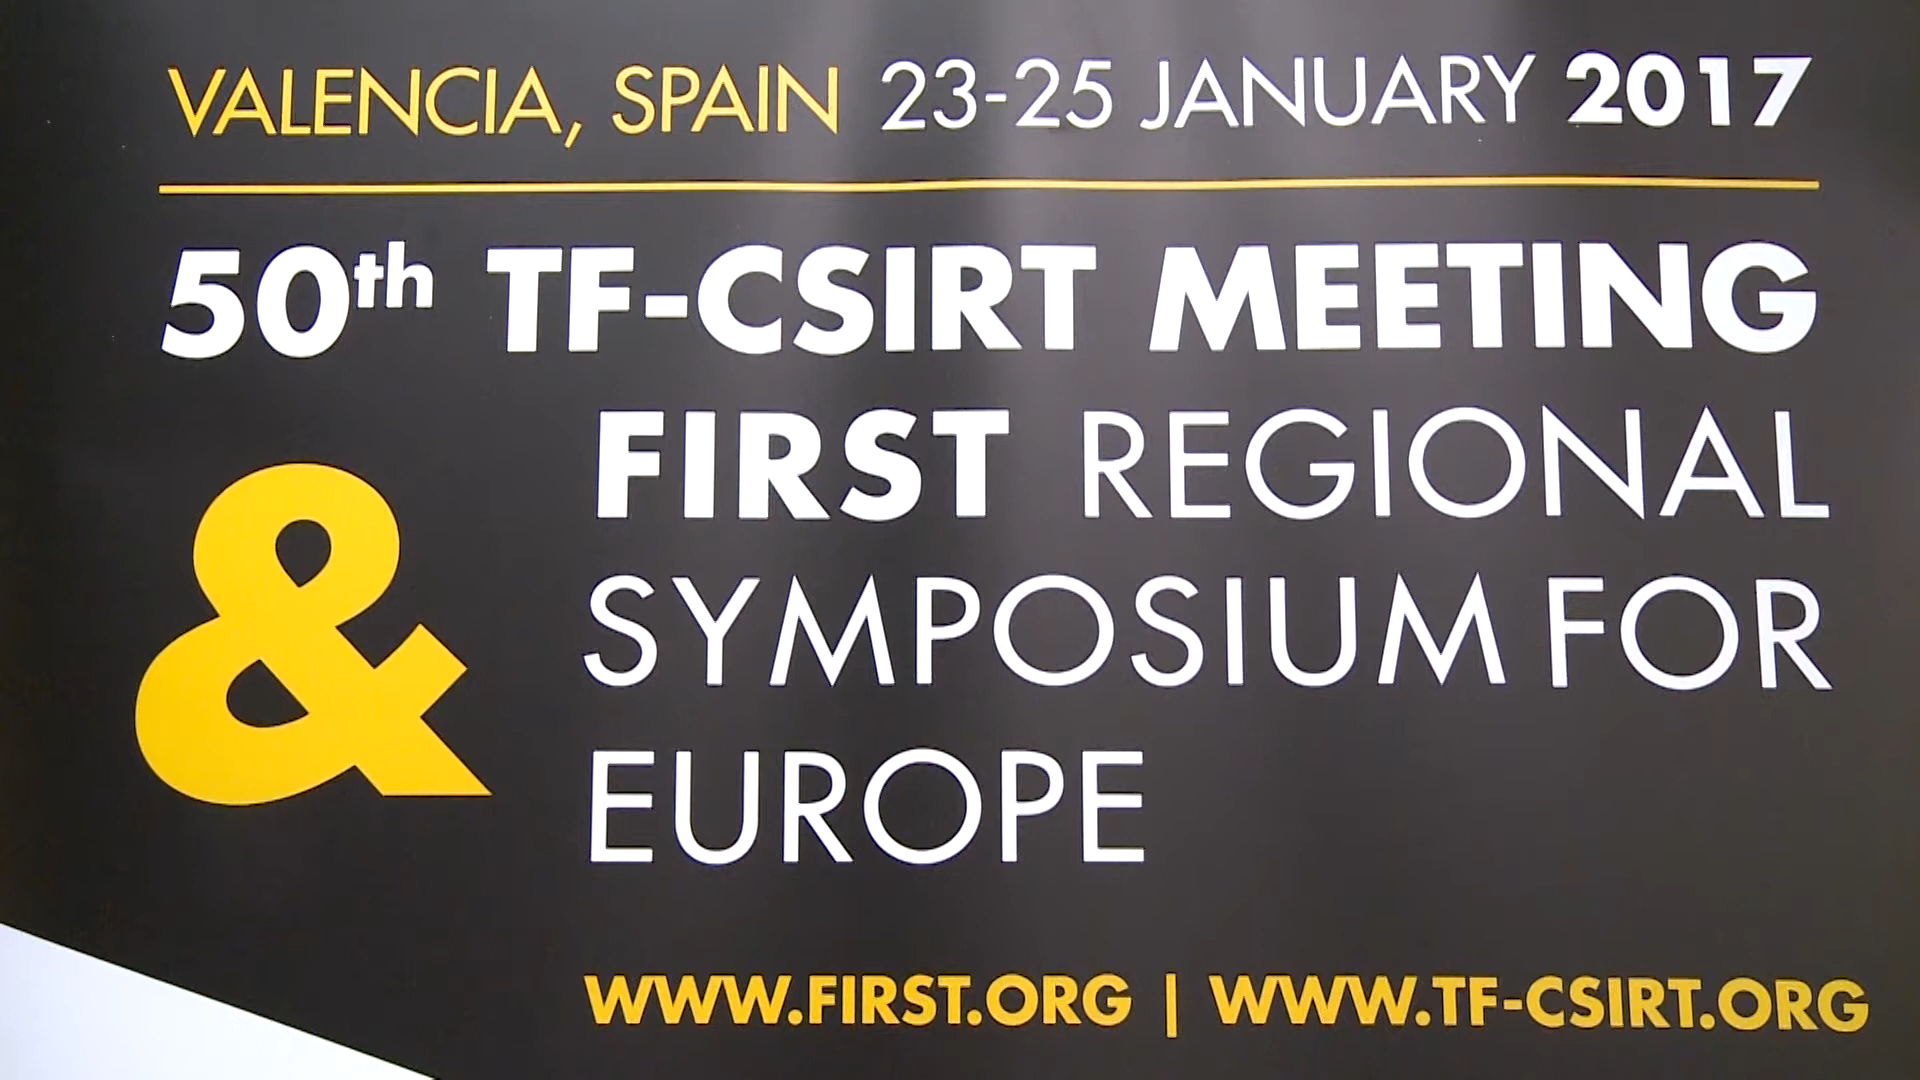 VALENCIA, SPAIN 23-25 JANUARY 2017
50th TF-CSIRT MEETING
& FIRST REGIONAL
SYMPOSIUM FOR
EUROPE
WWW.FIRST.ORG | WWW.TF-CSIRT.ORG